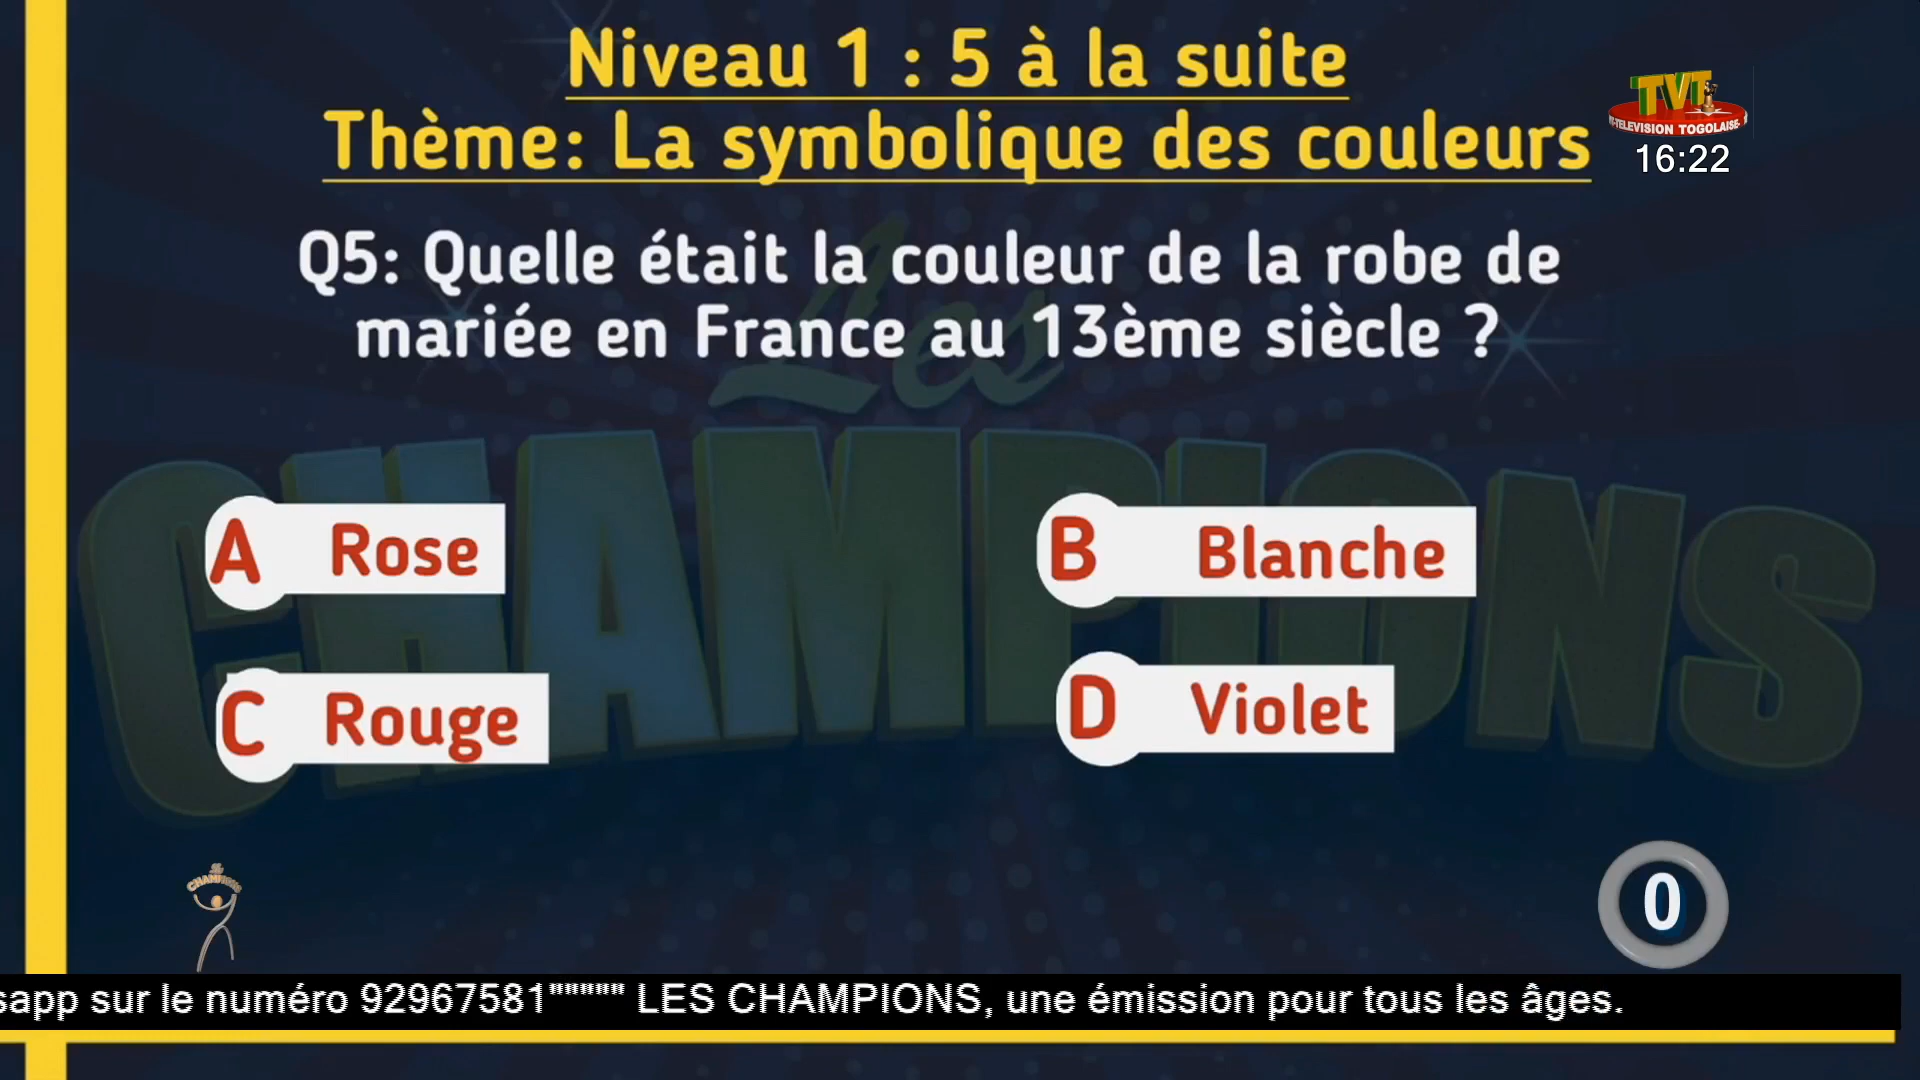 Niveau 1 : 5 à la suite
Thème: La symbolique des couleurs
TVT
TELEVISION TOGOLAISE
16:22
Q5: Quelle était la couleur de la robe de
mariée en France au 13ème siècle ?
Les
CHAMPIONS
A Rose
B Blanche
C Rouge
D Violet
CHAMPIONS
0
sapp sur le numéro 92967581""""" LES CHAMPIONS, une émission pour tous les âges.